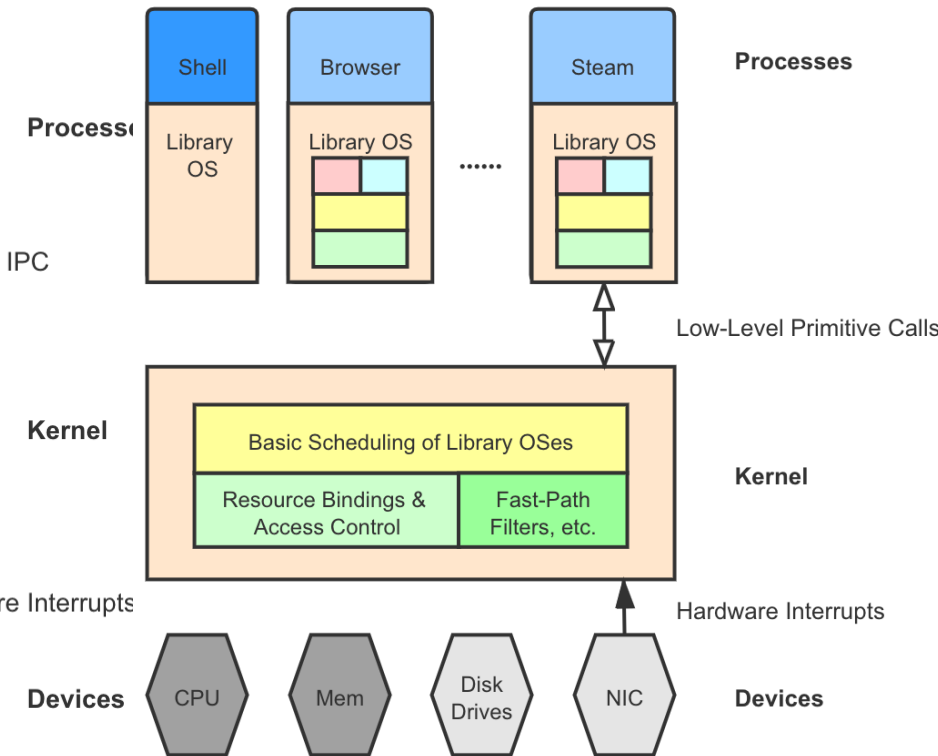 Shell
Browser
Steam
Processes
Processe
Library
OS
Library OS
......
Library OS
IPC
Low-Level Primitive Calls
Kernel
Basic Scheduling of Library OSes
Kernel
Resource Bindings &
Access Control
Fast-Path
Filters, etc.
re Interrupts
Hardware Interrupts
Devices
CPU
Mem
Disk
Drives
NIC
Devices